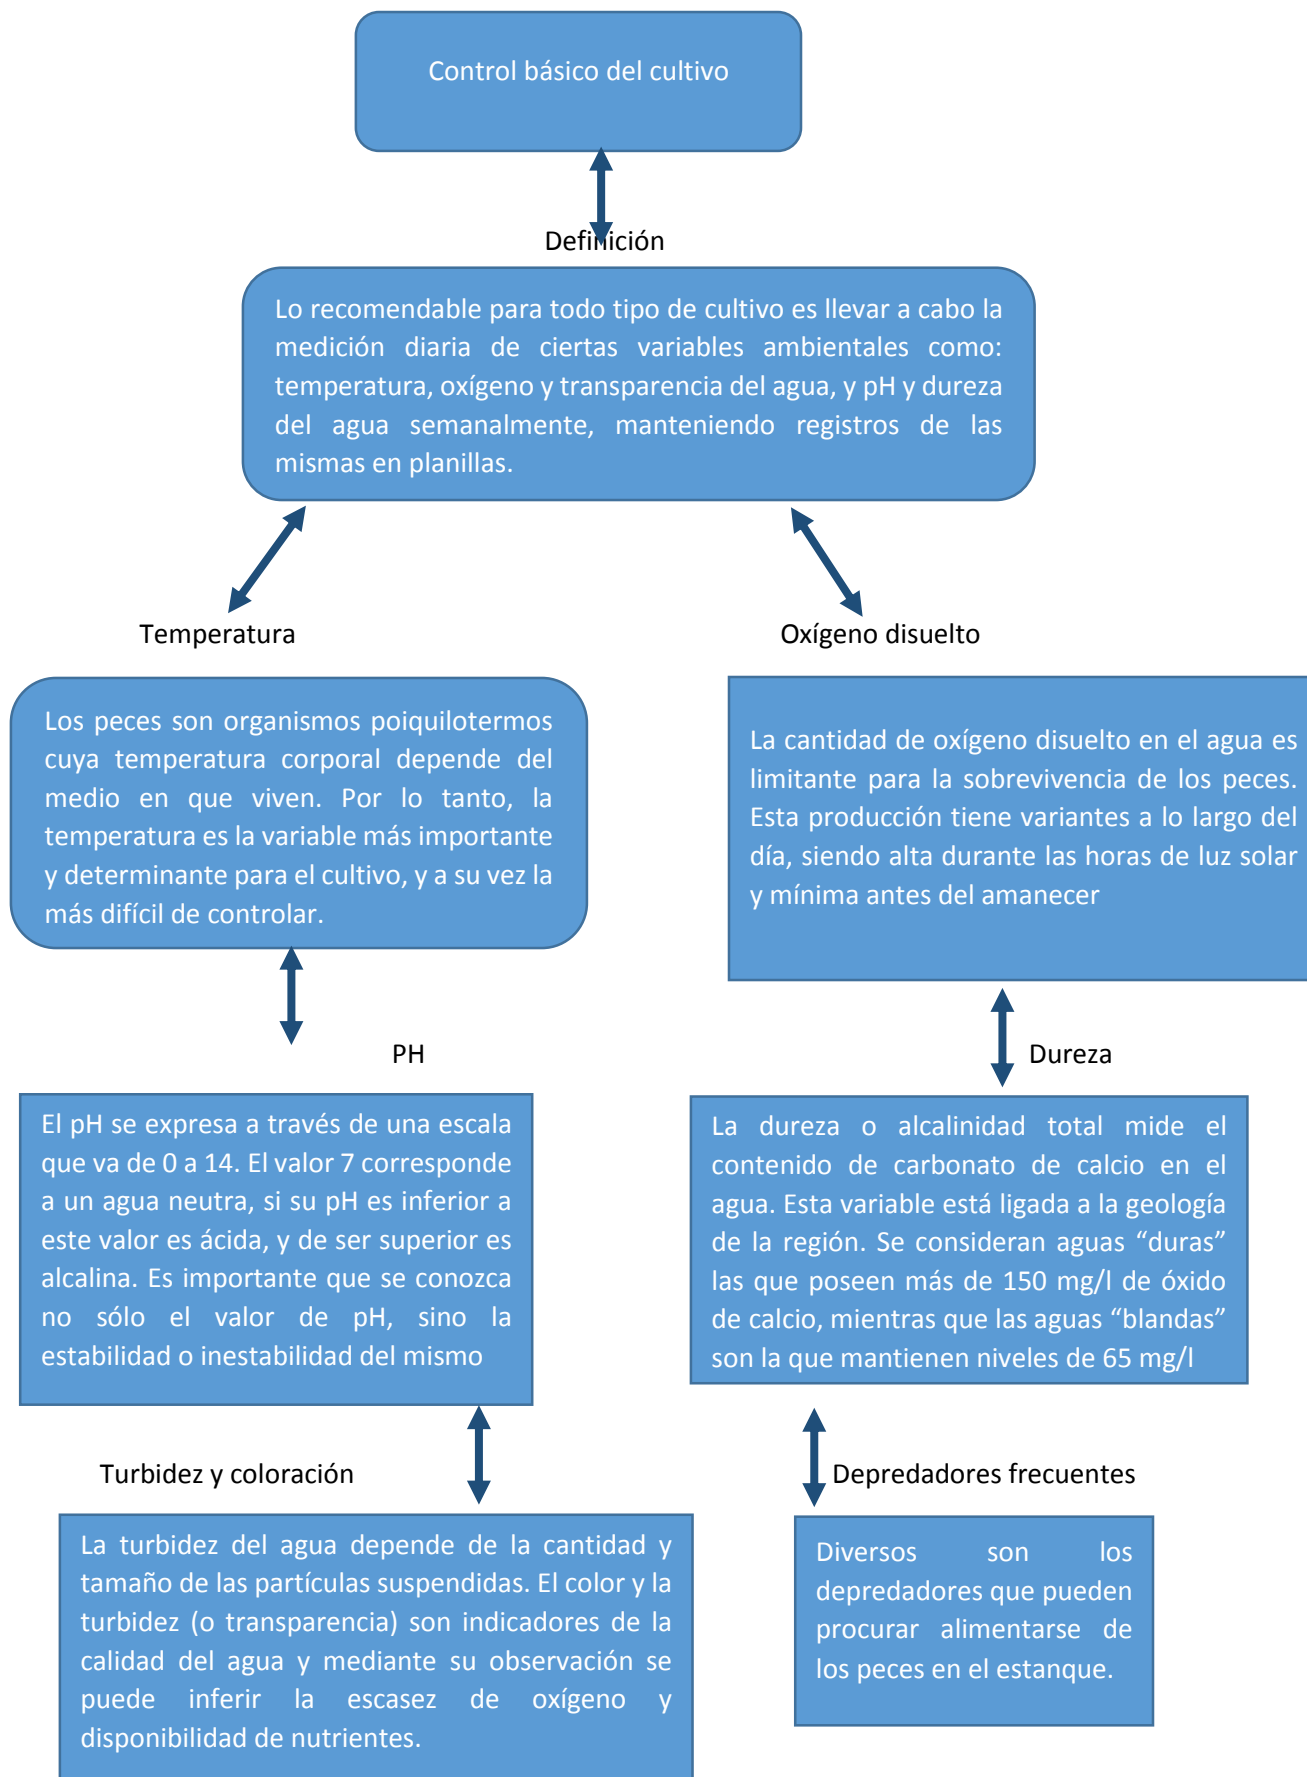 Control básico del cultivo
Definición
Lo recomendable para todo tipo de cultivo es llevar a cabo la
medición diaria de ciertas variables ambientales como:
temperatura, oxígeno y transparencia del agua, y pH y dureza
del agua semanalmente, manteniendo registros de las
mismas en planillas.
Temperatura
Los peces son organismos poiquilotermos
cuya temperatura corporal depende del
medio en que viven. Por lo tanto, la
temperatura es la variable más importante
y determinante para el cultivo, y a su vez la
más difícil de controlar.
Oxígeno disuelto
La cantidad de oxígeno disuelto en el agua es
limitante para la sobrevivencia de los peces.
Esta producción tiene variantes a lo largo del
día, siendo alta durante las horas de luz solar
y mínima antes del amanecer
PH
El pH se expresa a través de una escala
que va de 0 a 14. El valor 7 corresponde
a un agua neutra, si su pH es inferior a
este valor es ácida, y de ser superior es
alcalina. Es importante que se conozca
no sólo el valor de pH, sino la
estabilidad o inestabilidad del mismo
Dureza
La dureza o alcalinidad total mide el
contenido de carbonato de calcio en el
agua. Esta variable está ligada a la geología
de la región. Se consideran aguas “duras”
las que poseen más de 150 mg/l de óxido
de calcio, mientras que las aguas “blandas”
son la que mantienen niveles de 65 mg/l
Turbidez y coloración
La turbidez del agua depende de la cantidad y
tamaño de las partículas suspendidas. El color y la
turbidez (o transparencia) son indicadores de la
calidad del agua y mediante su observación se
puede inferir la escasez de oxígeno y
disponibilidad de nutrientes.
Depredadores frecuentes
Diversos son los
depredadores que pueden
procurar alimentarse de
los peces en el estanque.